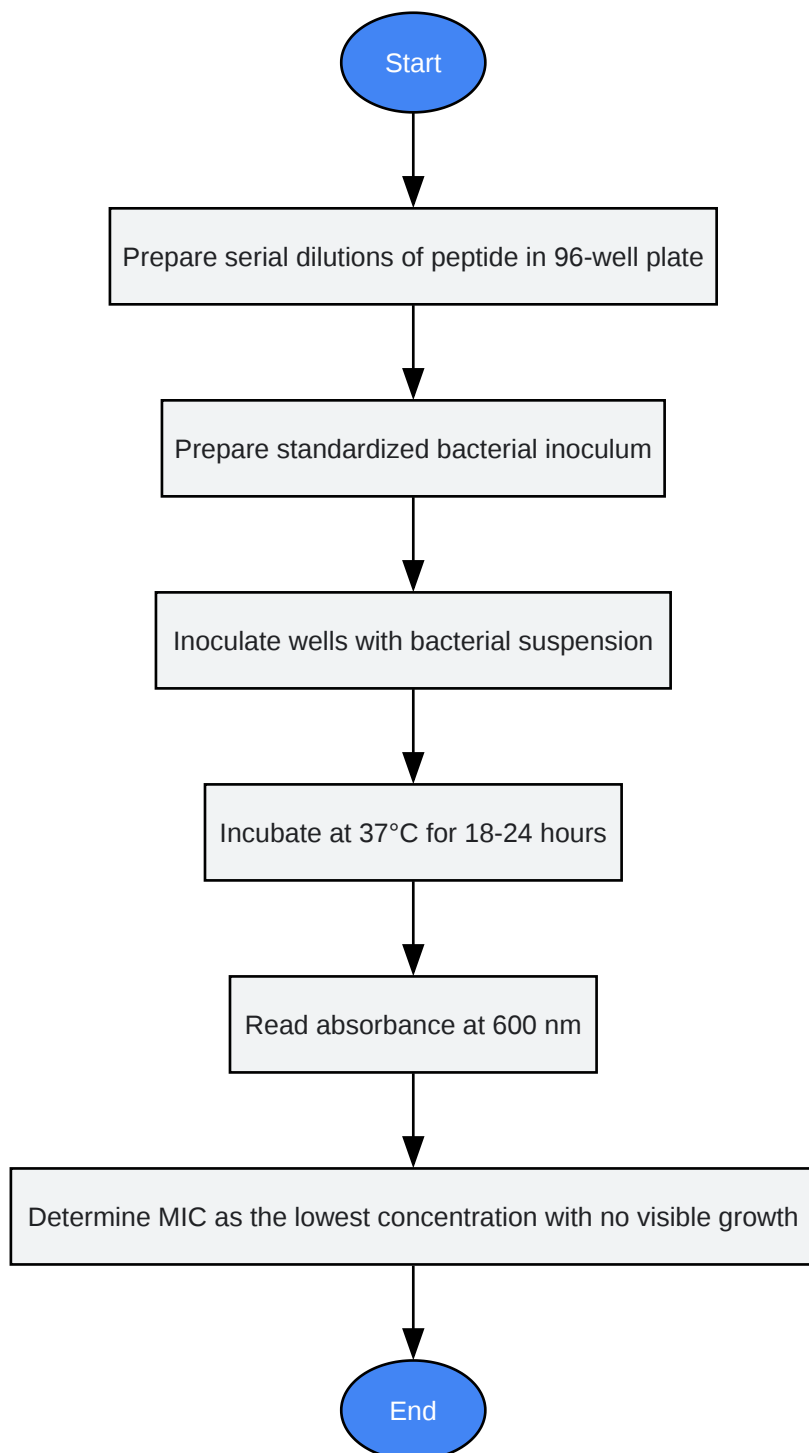 Start
Prepare serial dilutions of peptide in 96-well plate
Prepare standardized bacterial inoculum
Inoculate wells with bacterial suspension
Incubate at 37°C for 18-24 hours
Read absorbance at 600 nm
Determine MIC as the lowest concentration with no visible growth
End